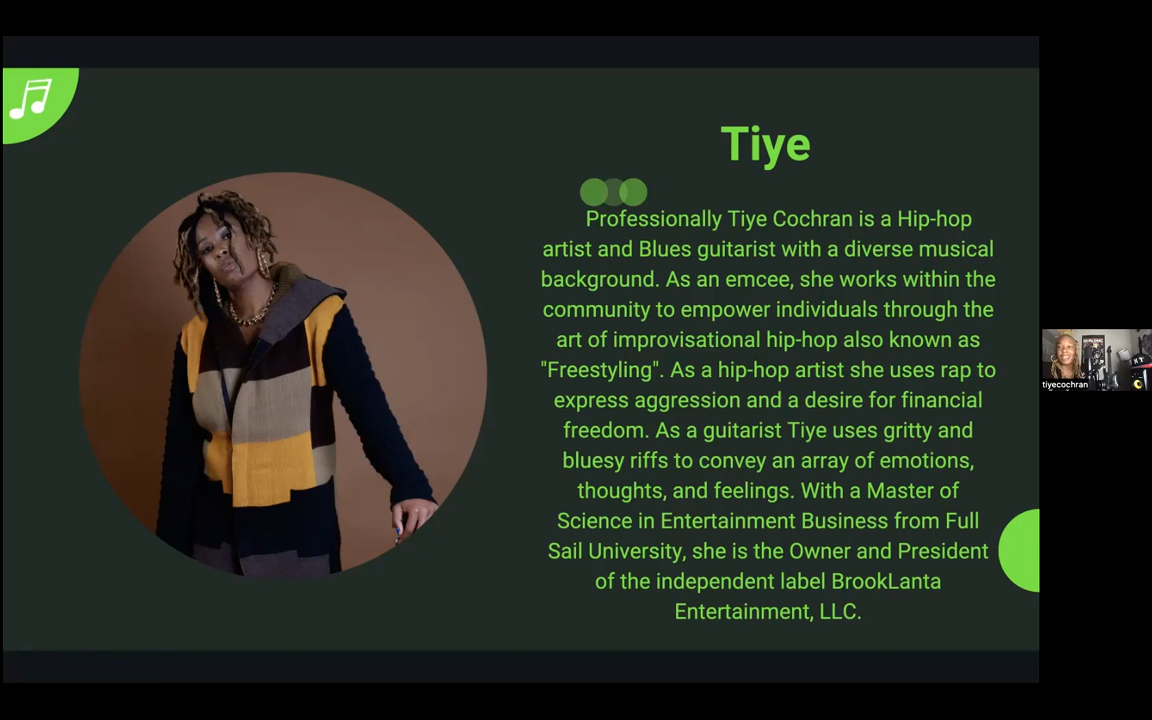 Tiye
Professionally Tiye Cochran is a Hip-hop
artist and Blues guitarist with a diverse musical
background. As an emcee, she works within the
community to empower individuals through the
art of improvisational hip-hop also known as
"Freestyling". As a hip-hop artist she uses rap to
express aggression and a desire for financial
freedom. As a guitarist Tiye uses gritty and
bluesy riffs to convey an array of emotions,
thoughts, and feelings. With a Master of
Science in Entertainment Business from Full
Sail University, she is the Owner and President
of the independent label BrookLanta
Entertainment, LLC.
tiyecochran